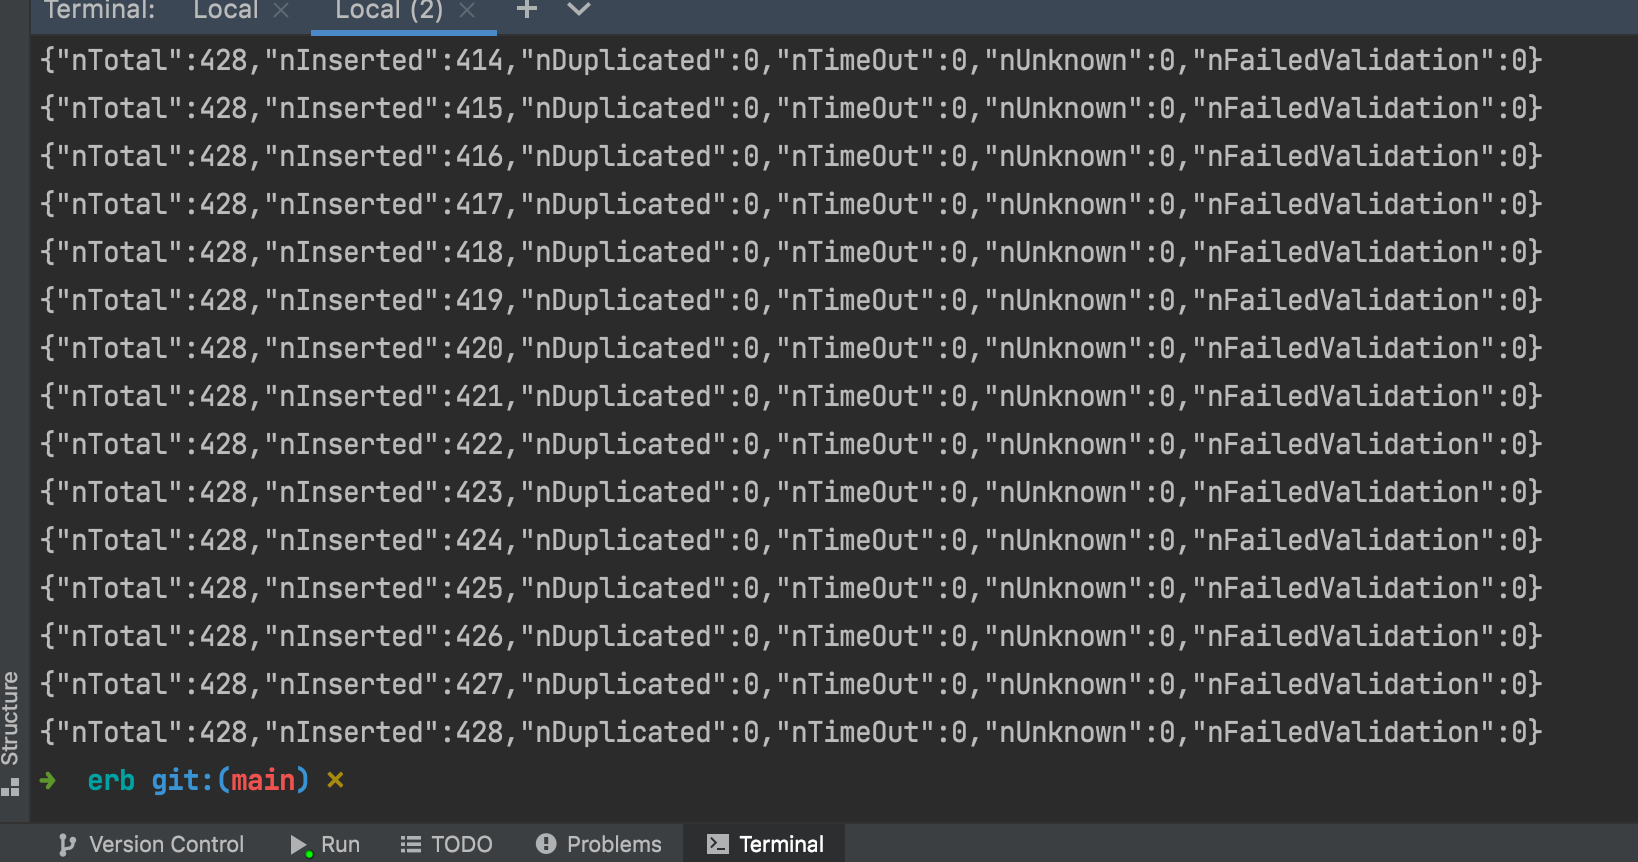 Terminal: Local × Local (2) × +
{"nTotal":428,"nInserted":414,"nDuplicated":0,"nTimeOut":0,"nUnknown":0,"nFailedValidation":0}
{"nTotal":428,"nInserted":415,"nDuplicated":0,"nTimeOut":0,"nUnknown":0,"nFailedValidation":0}
{"nTotal":428,"nInserted":416,"nDuplicated":0,"nTimeOut":0,"nUnknown":0,"nFailedValidation":0}
{"nTotal":428,"nInserted":417,"nDuplicated":0,"nTimeOut":0,"nUnknown":0,"nFailedValidation":0}
{"nTotal":428,"nInserted":418,"nDuplicated":0,"nTimeOut":0,"nUnknown":0,"nFailedValidation":0}
{"nTotal":428,"nInserted":419,"nDuplicated":0,"nTimeOut":0,"nUnknown":0,"nFailedValidation":0}
{"nTotal":428,"nInserted":420,"nDuplicated":0,"nTimeOut":0,"nUnknown":0,"nFailedValidation":0}
{"nTotal":428,"nInserted":421,"nDuplicated":0,"nTimeOut":0,"nUnknown":0,"nFailedValidation":0}
{"nTotal":428,"nInserted":422,"nDuplicated":0,"nTimeOut":0,"nUnknown":0,"nFailedValidation":0}
{"nTotal":428,"nInserted":423,"nDuplicated":0,"nTimeOut":0,"nUnknown":0,"nFailedValidation":0}
{"nTotal":428,"nInserted":424,"nDuplicated":0,"nTimeOut":0,"nUnknown":0,"nFailedValidation":0}
{"nTotal":428,"nInserted":425,"nDuplicated":0,"nTimeOut":0,"nUnknown":0,"nFailedValidation":0}
{"nTotal":428,"nInserted":426,"nDuplicated":0,"nTimeOut":0,"nUnknown":0,"nFailedValidation":0}
{"nTotal":428,"nInserted":427,"nDuplicated":0,"nTimeOut":0,"nUnknown":0,"nFailedValidation":0}
{"nTotal":428,"nInserted":428,"nDuplicated":0,"nTimeOut":0,"nUnknown":0,"nFailedValidation":0}
➜ erb git:(main) ×
Structure
Version Control Run TODO Problems Terminal